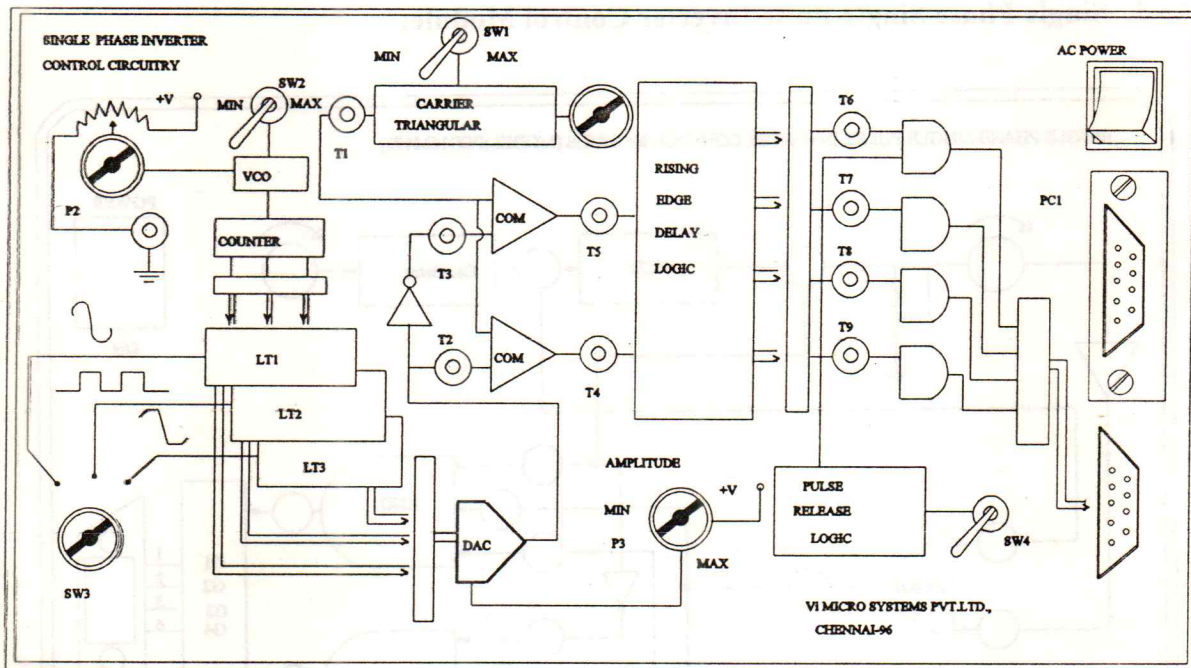 SINGLE PHASE INVERTER
CONTROL CIRCUITRY
SW1
MIN
MAX
AC POWER
+V
SW2
MIN
MAX
T1
CARRIER
TRIANGULAR
T6
P2
VCO
RISING
EDGE
DELAY
LOGIC
T7
PC1
COM
T3
T5
COUNTER
T8
T2
T9
LT1
COM
T4
LT2
LT3
AMPLITUDE
MIN
P3
+V
MAX
PULSE
RELEASE
LOGIC
SW4
DAC
SW3
Vi MICRO SYSTEMS PVT.LTD.,
CHENNAI-96